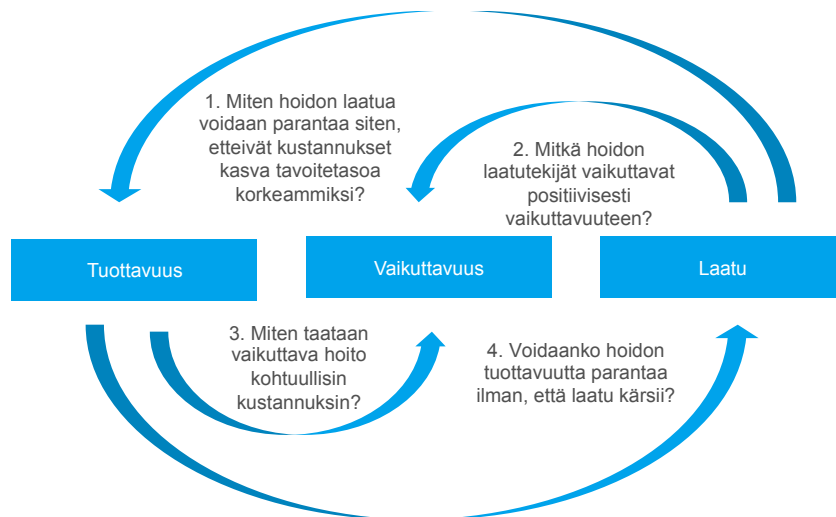 1. Miten hoidon laatua
voidaan parantaa siten,
etteivät kustannukset
kasva tavoitetasoa
korkeammiksi?
2. Mitkä hoidon
laatutekijät vaikuttavat
positiivisesti
vaikuttavuuteen?
Tuottavuus
Vaikuttavuus
Laatu
3. Miten taataan
vaikuttava hoito
kohtuullisin
kustannuksin?
4. Voidaanko hoidon
tuottavuutta parantaa
ilman, että laatu kärsii?